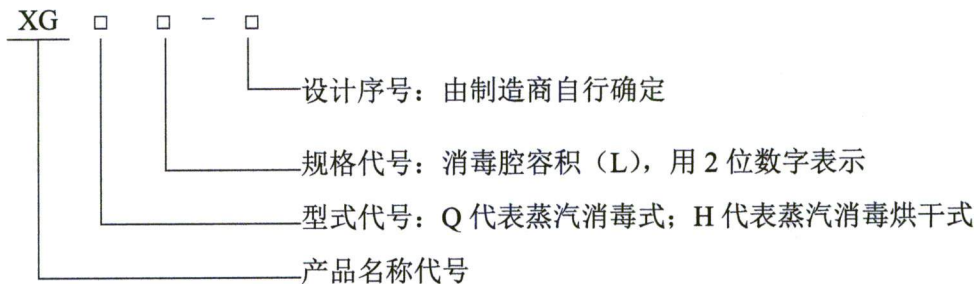 XG □ □ - □
设计序号：由制造商自行确定
规格代号：消毒腔容积（L），用 2 位数字表示
型式代号：Q 代表蒸汽消毒式；H 代表蒸汽消毒烘干式
产品名称代号